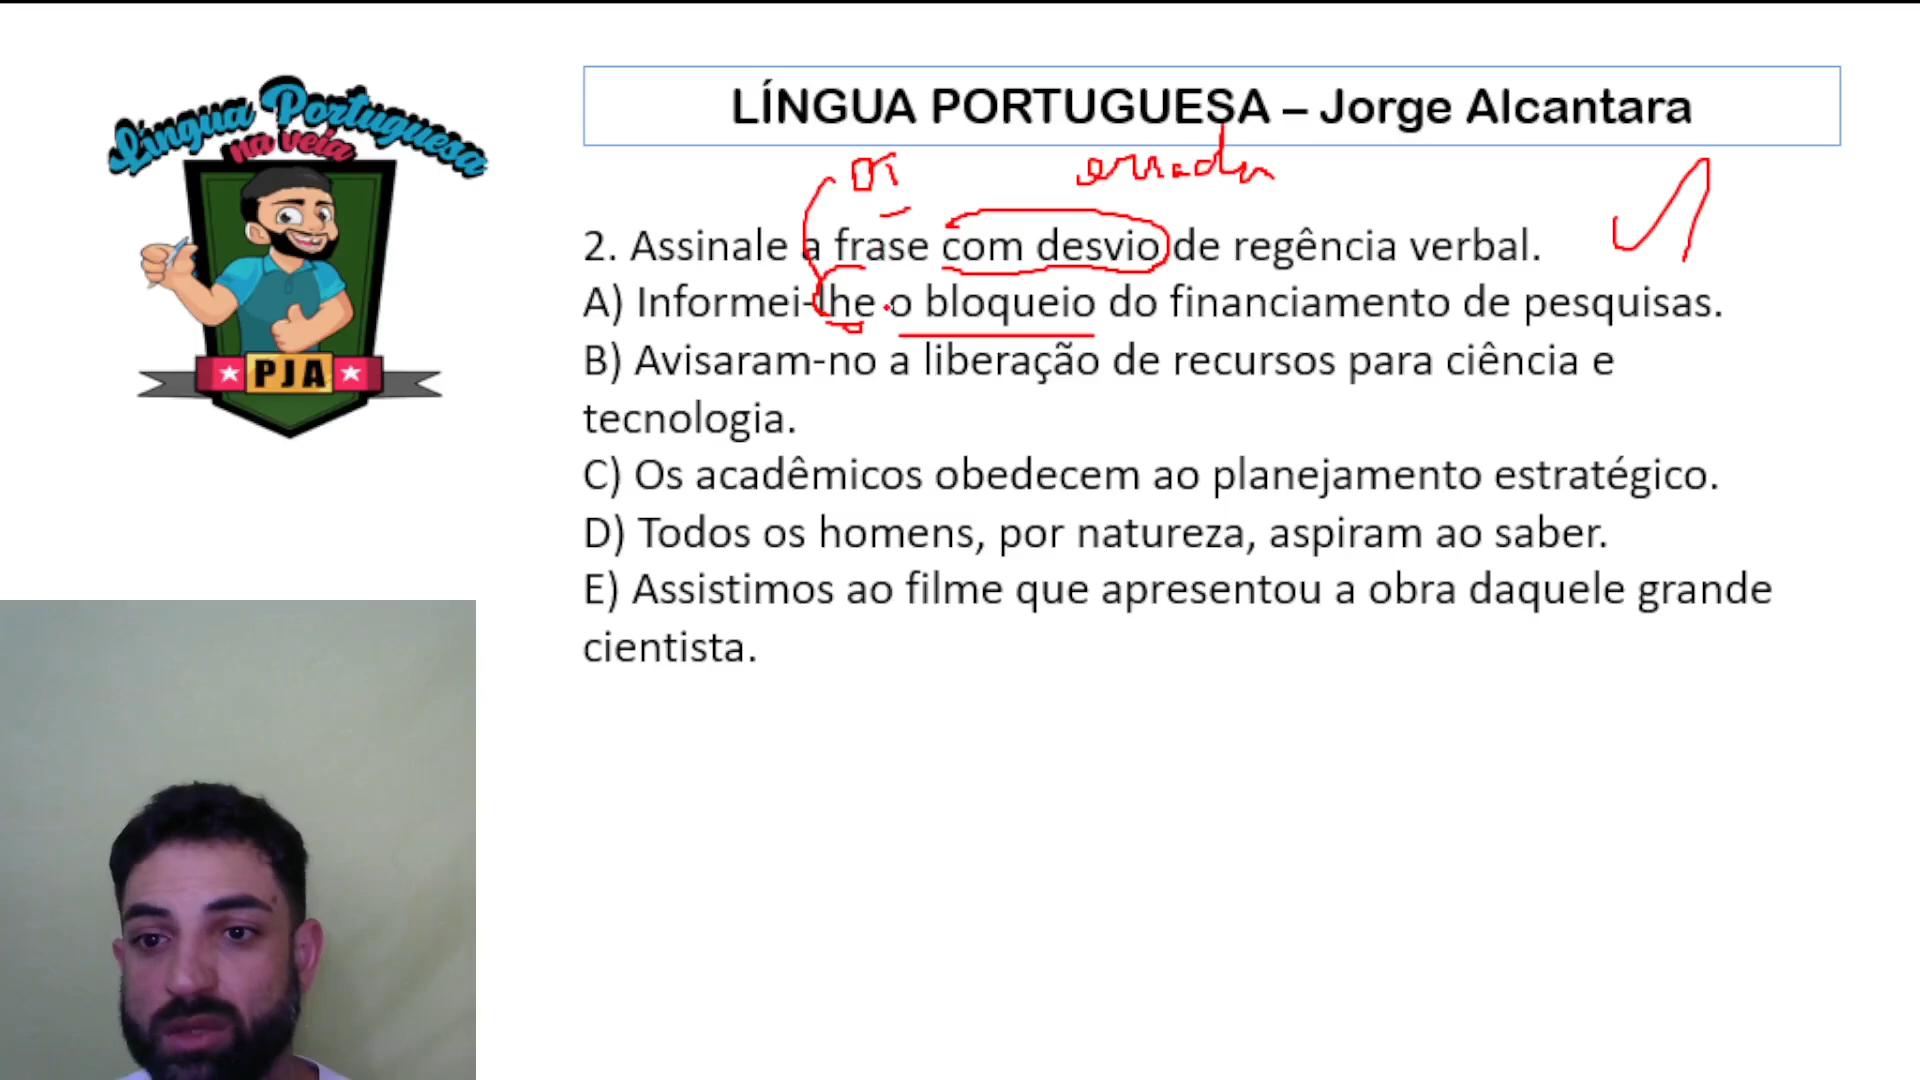 Língua Portuguesa
na veia
PJA
LÍNGUA PORTUGUESA – Jorge Alcantara
OI errada
2. Assinale a frase com desvio de regência verbal.
A) Informei-lhe o bloqueio do financiamento de pesquisas.
B) Avisaram-no a liberação de recursos para ciência e
tecnologia.
C) Os acadêmicos obedecem ao planejamento estratégico.
D) Todos os homens, por natureza, aspiram ao saber.
E) Assistimos ao filme que apresentou a obra daquele grande
cientista.